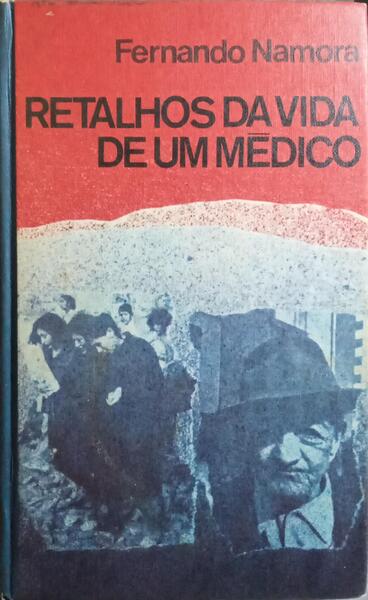 Fernando Namora
RETALHOS DA VIDA
DE UM MÉDICO